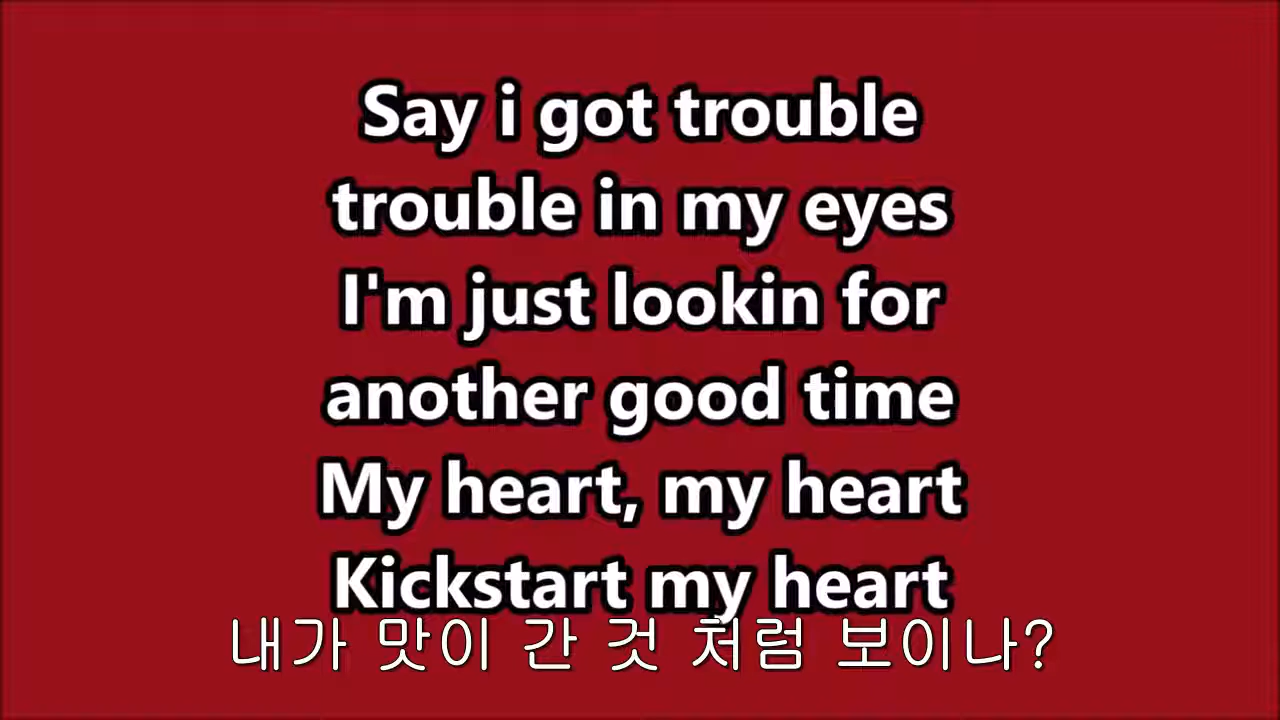 Say i got trouble
trouble in my eyes
I'm just lookin for
another good time
My heart, my heart
Kickstart my heart
내가 맛이 간 것 처럼 보이나?